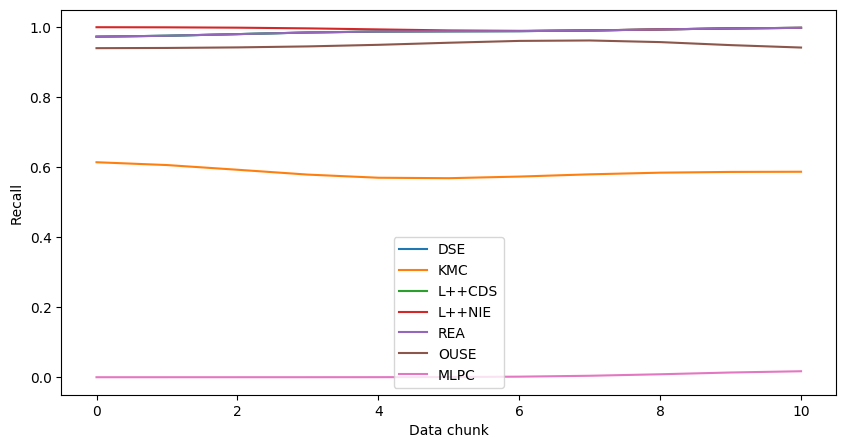 Recall
1.0
0.8
0.6
0.4
0.2
0.0
DSE
KMC
L++CDS
L++NIE
REA
OUSE
MLPC
0 2 4 6 8 10
Data chunk